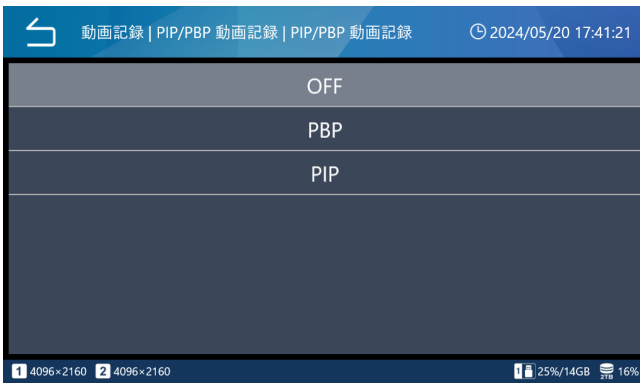 動画記録 | PIP/PBP 動画記録 | PIP/PBP 動画記録 2024/05/20 17:41:21
OFF
PBP
PIP
1 4096×2160 2 4096×2160 1 25%/14GB 2TB 16%